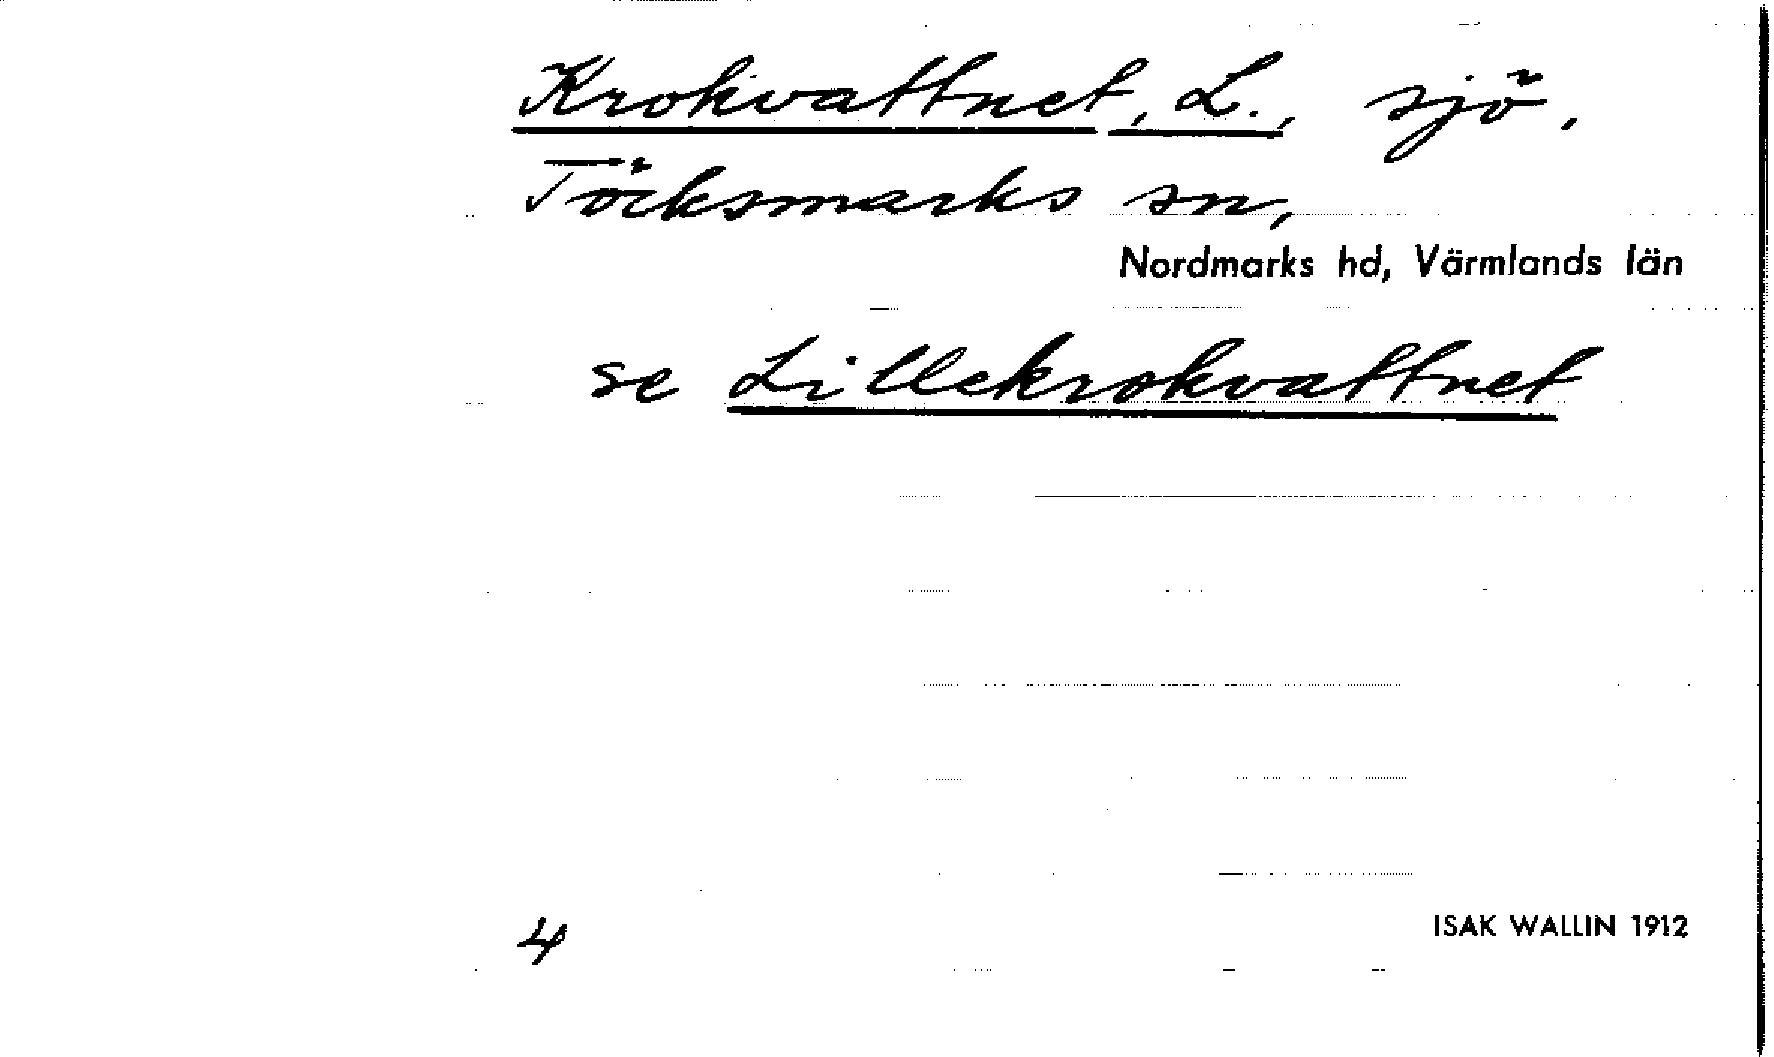 Krokvattnet, L., sjö,
Töcksmarks sn,
Nordmarks hd, Värmlands län
se Lillekrokvattnet
4
ISAK WALLIN 1912